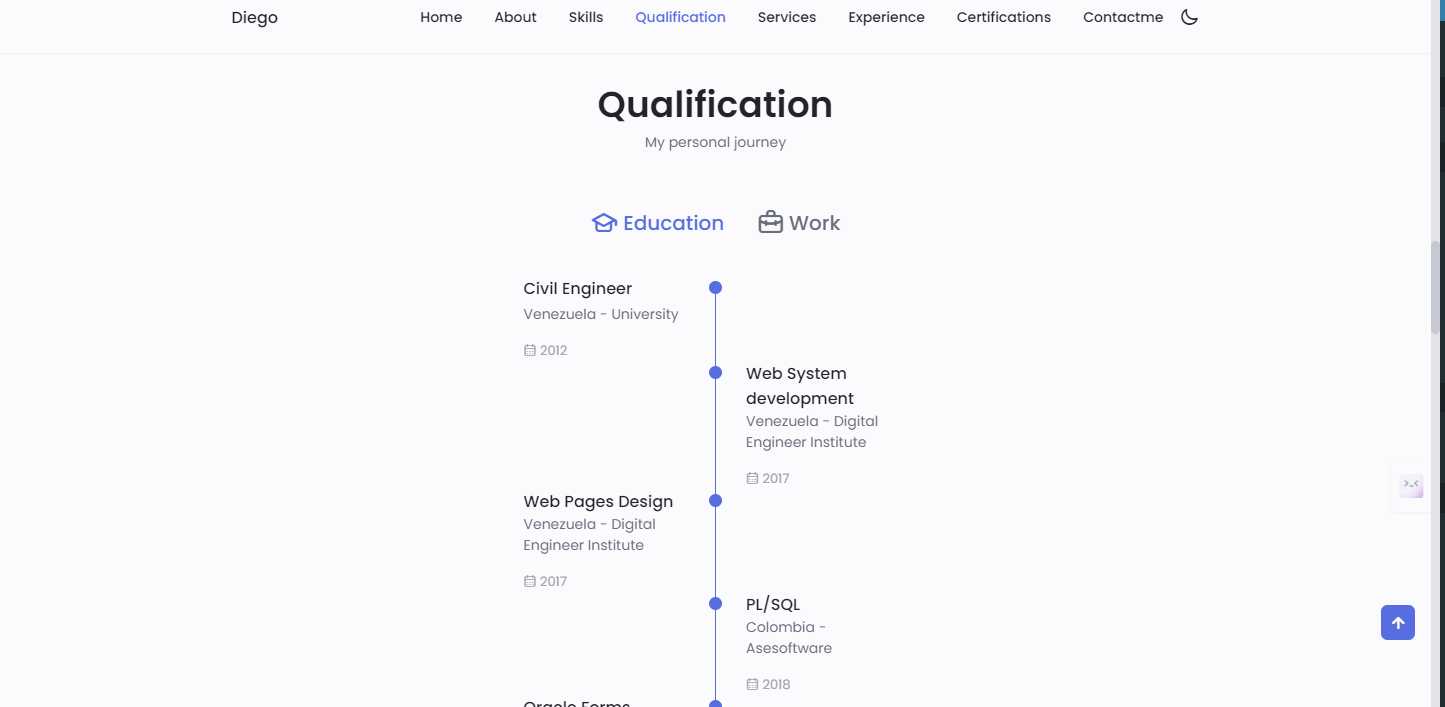 Diego
Home About Skills Qualification Services Experience Certifications Contactme
Qualification
My personal journey
Education Work
Civil Engineer
Venezuela - University
2012
Web System
development
Venezuela - Digital
Engineer Institute
2017
Web Pages Design
Venezuela - Digital
Engineer Institute
2017
PL/SQL
Colombia -
Asesoftware
2018
Oracle Forms